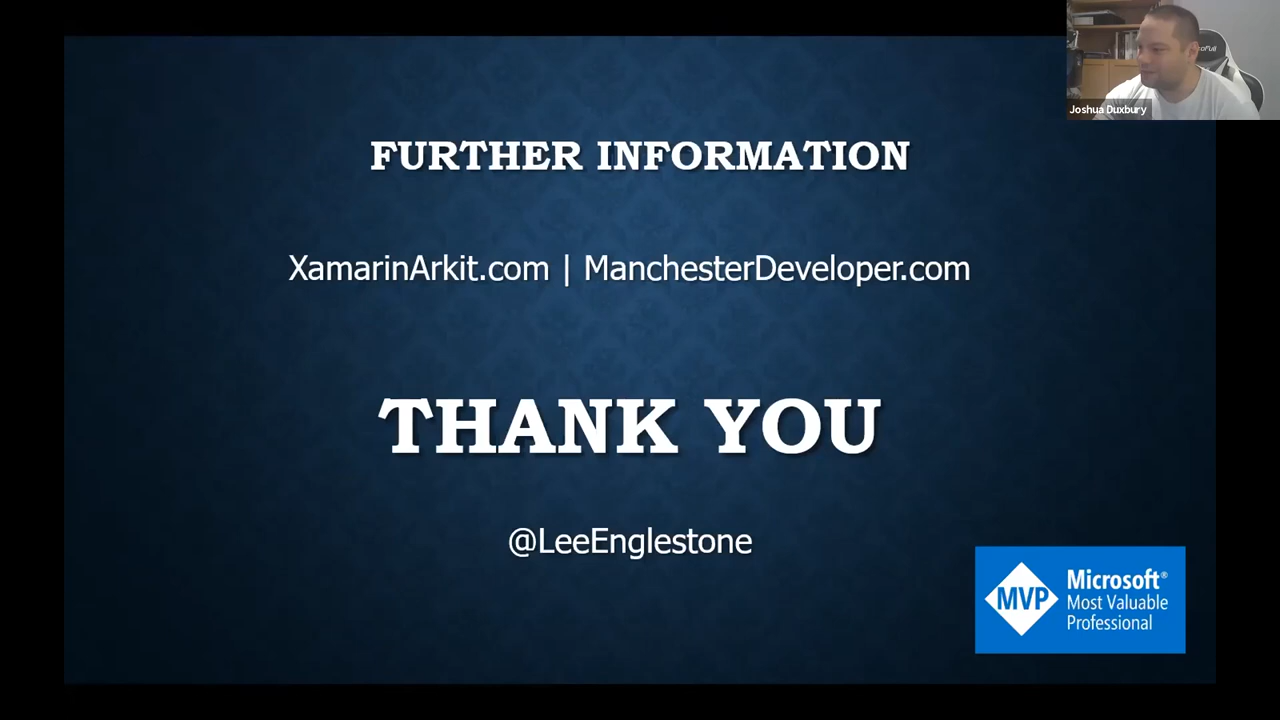 Joshua Duxbury
FURTHER INFORMATION
XamarinArkit.com | ManchesterDeveloper.com
THANK YOU
@LeeEnglestone
MVP
Microsoft®
Most Valuable
Professional